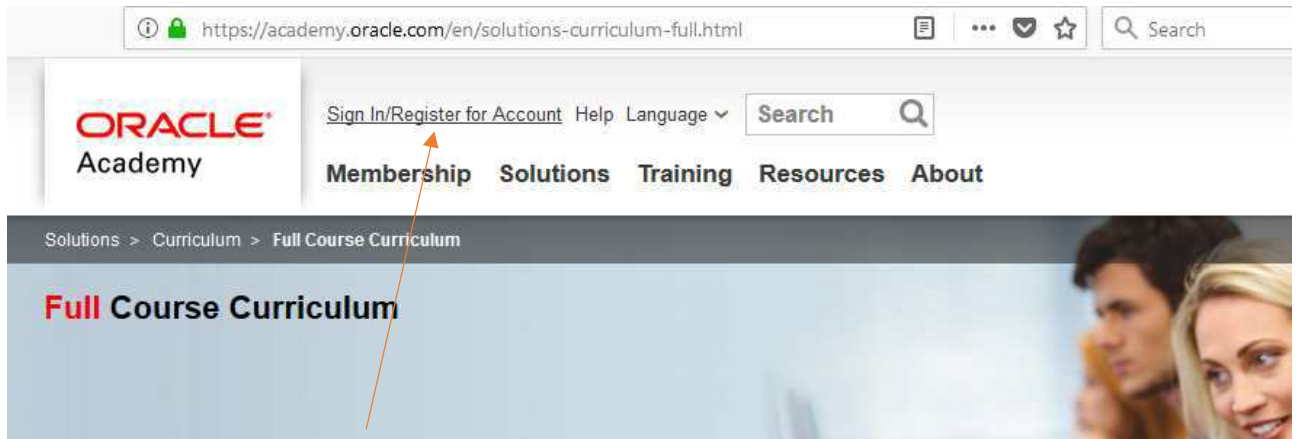 https://academy.oracle.com/en/solutions-curriculum-full.html
Search
ORACLE
Academy
Sign In/Register for Account Help Language Search
Membership Solutions Training Resources About
Solutions > Curriculum > Full Course Curriculum
Full Course Curriculum